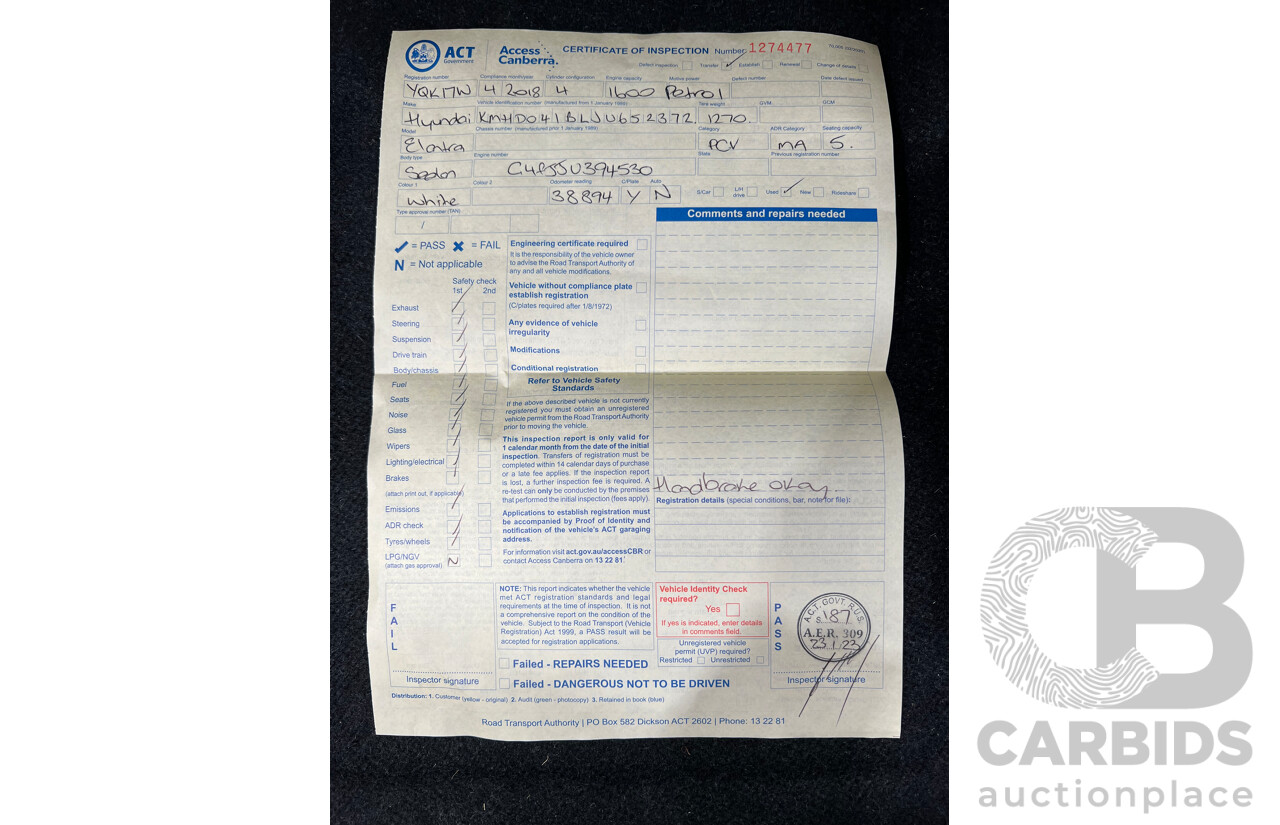 ACT Government
Access Canberra.
CERTIFICATE OF INSPECTION Number 1274477
Defect inspection Transfer ✓ Establish Renewal Change of details
Registration number Compliance month/year Cylinder configuration Engine capacity Motive power Defect number Date defect issued
YQK17W 4 2018 4 1600 Petrol
Make Vehicle identification number (manufactured from 1 January 1989) Tare weight GVM GCM
Hyundai KMHD041BLJU652372 1270.
Model Chassis number (manufactured prior 1 January 1989) Category ADR Category Seating capacity
Elantra PCV MA 5.
Body type Engine number State Previous registration number
Sedan G4FJJU394530
Colour 1 Colour 2 Odometer reading C/Plate Auto
White 38894 Y N
S/Car L/H drive Used ✓ New Rideshare
Type approval number (TAN)
/
Comments and repairs needed
✓ = PASS ✖ = FAIL
N = Not applicable
Safety check
1st 2nd
Exhaust
Steering
Suspension
Drive train
Body/chassis
Fuel
Seats
Noise
Glass
Wipers
Lighting/electrical
Brakes
(attach print out, if applicable)
Emissions
ADR check
Tyres/wheels
LPG/NGV N
(attach gas approval)
Engineering certificate required
It is the responsibility of the vehicle owner
to advise the Road Transport Authority of
any and all vehicle modifications.
Vehicle without compliance plate
establish registration
(C/plates required after 1/8/1972)
Any evidence of vehicle
irregularity
Modifications
Conditional registration
Refer to Vehicle Safety
Standards
If the above described vehicle is not currently
registered you must obtain an unregistered
vehicle permit from the Road Transport Authority
prior to moving the vehicle.
This inspection report is only valid for
1 calendar month from the date of the initial
inspection. Transfers of registration must be
completed within 14 calendar days of purchase
or a late fee applies. If the inspection report
is lost, a further inspection fee is required. A
re-test can only be conducted by the premises
that performed the initial inspection (fees apply).
Applications to establish registration must
be accompanied by Proof of Identity and
notification of the vehicle's ACT garaging
address.
For information visit act.gov.au/accessCBR or
contact Access Canberra on 13 22 81.
Handbrake okay
Registration details (special conditions, bar, note for file):
FAIL
Inspector signature
NOTE: This report indicates whether the vehicle
met ACT registration standards and legal
requirements at the time of inspection. It is not
a comprehensive report on the condition of the
vehicle. Subject to the Road Transport (Vehicle
Registration) Act 1999, a PASS result will be
accepted for registration applications.
Vehicle Identity Check
required?
Yes
If yes is indicated, enter details
in comments field.
Unregistered vehicle
permit (UVP) required?
Restricted Unrestricted
PASS
A.C.T. GOVT. R.U.S.
S. 187
A.E.R. 309
23 1 23
Inspector signature
Failed - REPAIRS NEEDED
Failed - DANGEROUS NOT TO BE DRIVEN
Distribution: 1. Customer (yellow - original) 2. Audit (green - photocopy) 3. Retained in book (blue)
Road Transport Authority | PO Box 582 Dickson ACT 2602 | Phone: 13 22 81
CB
CARBIDS
auctionplace